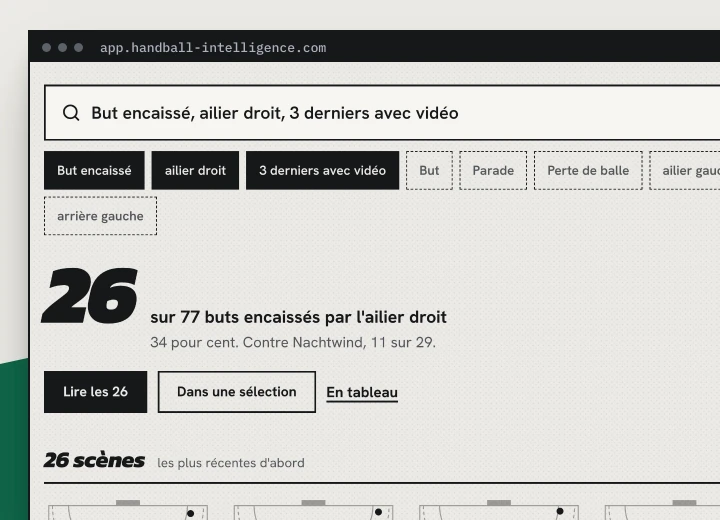 app.handball-intelligence.com
But encaissé, ailier droit, 3 derniers avec vidéo
But encaissé ailier droit 3 derniers avec vidéo But Parade Perte de balle ailier
arrière gauche
26 sur 77 buts encaissés par l'ailier droit
34 pour cent. Contre Nachtwind, 11 sur 29.
Lire les 26 Dans une sélection En tableau
26 scènes les plus récentes d'abord